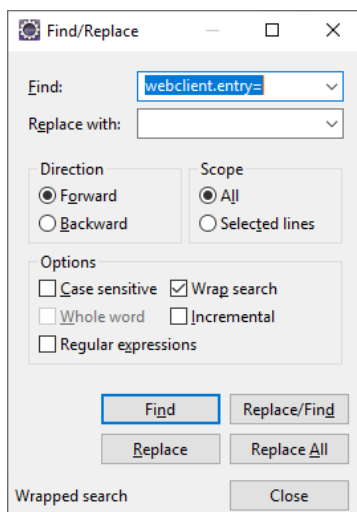 Find/Replace
Find: webclient.entry=
Replace with:
Direction Scope
Forward All
Backward Selected lines
Options
Case sensitive Wrap search
Whole word Incremental
Regular expressions
Find Replace/Find
Replace Replace All
Wrapped search Close